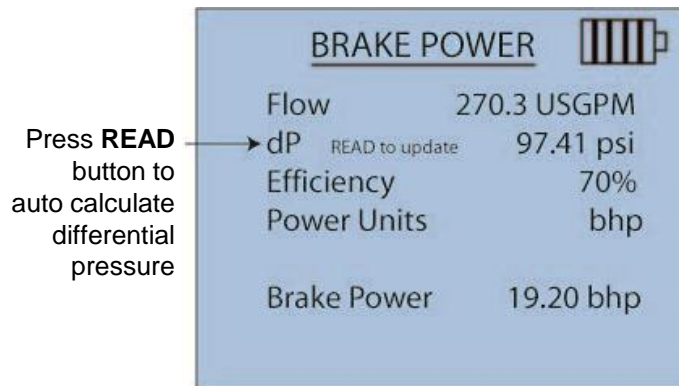 BRAKE POWER
Flow 270.3 USGPM
Press READ
button to
auto calculate
differential
pressure
dP READ to update 97.41 psi
Efficiency 70%
Power Units bhp
Brake Power 19.20 bhp